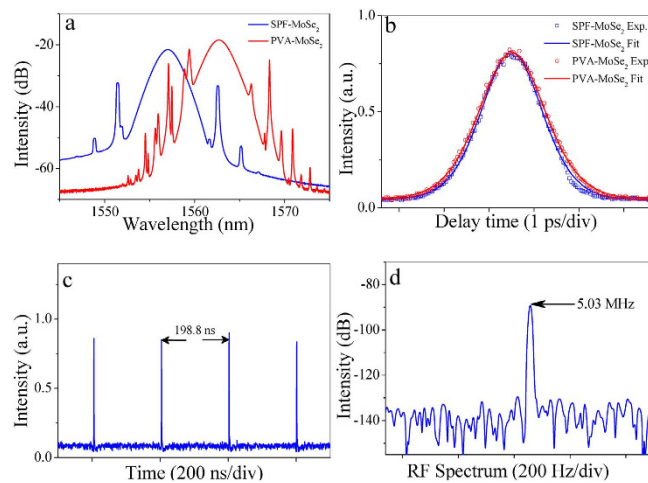 a
SPF-MoSe₂
PVA-MoSe₂
-20
-40
-60
Intensity (dB)
1550
1560
1570
Wavelength (nm)
b
SPF-MoSe₂ Exp.
SPF-MoSe₂ Fit
PVA-MoSe₂ Exp
PVA-MoSe₂ Fit
1.0
0.5
0
Intensity (a.u.)
Delay time (1 ps/div)
c
198.8 ns
1.0
0.5
0.0
Intensity (a.u.)
Time (200 ns/div)
d
5.03 MHz
-70
-100
-140
Intensity (dB)
RF Spectrum (200 Hz/div)